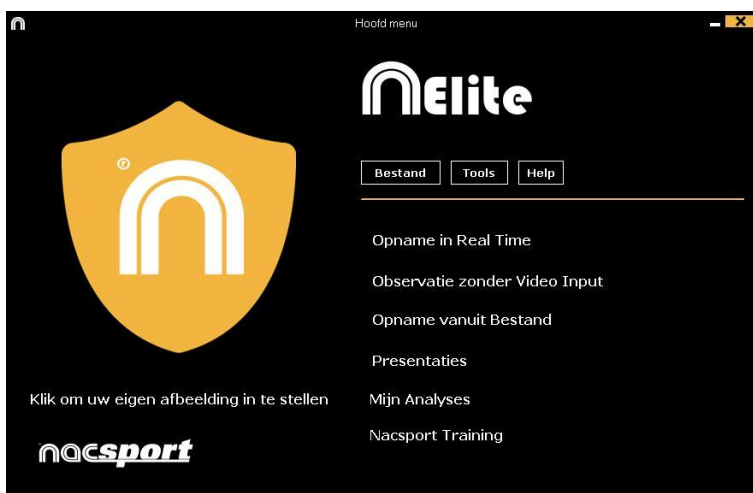 Hoofd menu
nElite
Bestand
Tools
Help
Opname in Real Time
Observatie zonder Video Input
Opname vanuit Bestand
Presentaties
Mijn Analyses
Nacsport Training
n
Klik om uw eigen afbeelding in te stellen
nacsport